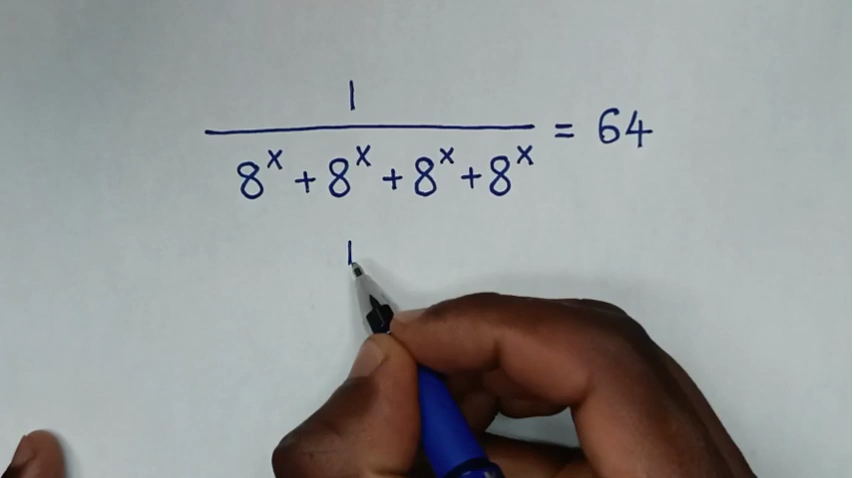 1
8^x + 8^x + 8^x + 8^x = 64
1